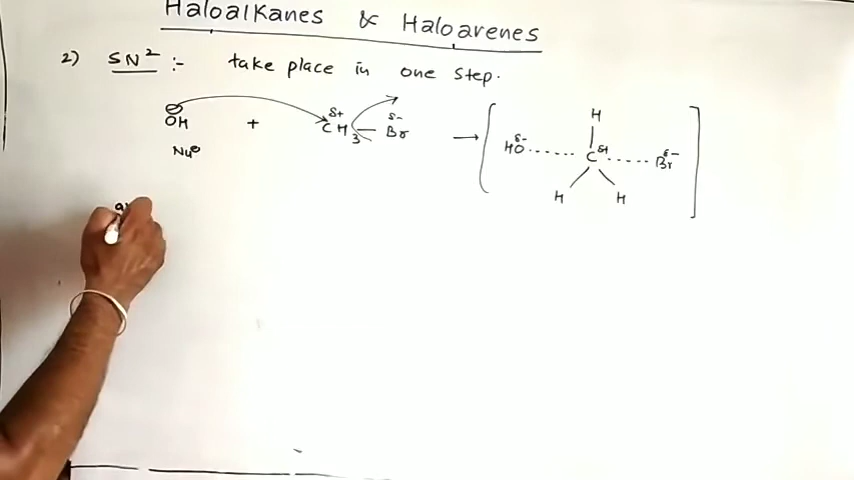 Haloalkanes & Haloarenes
2) SN² :- take place in one step.
⊖OH + δ+ CH3 — δ- Br → [ HO δ- ..... C δ+ ..... Br δ- H H H ]
Nu⊖